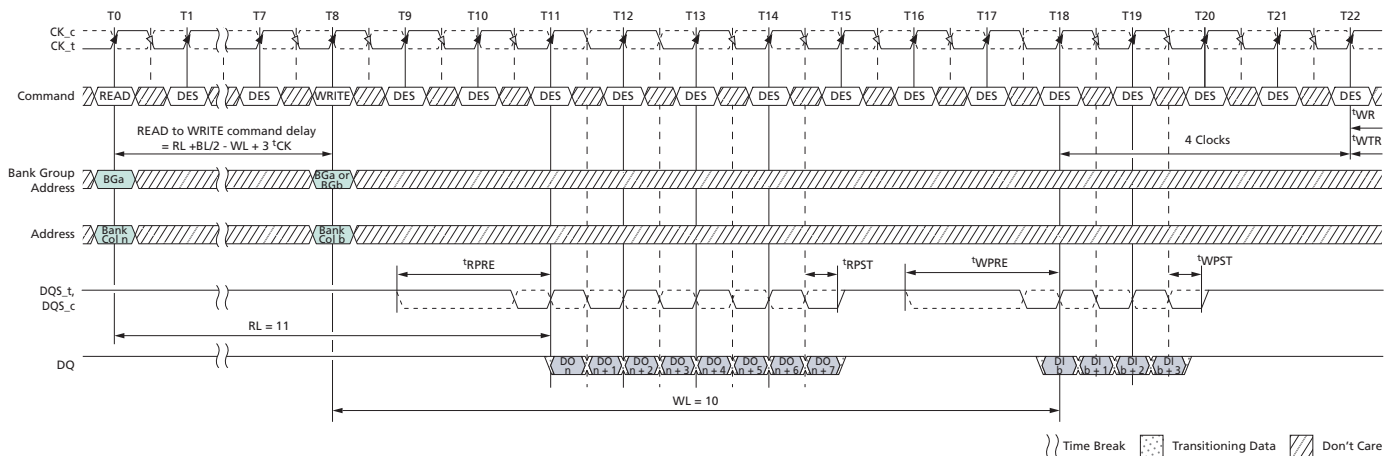 T0 T1 T7 T8 T9 T10 T11 T12 T13 T14 T15 T16 T17 T18 T19 T20 T21 T22
CK_c
CK_t
Command READ DES DES WRITE DES DES DES DES DES DES DES DES DES DES DES DES DES DES
tWR
READ to WRITE command delay
= RL +BL/2 - WL + 3 tCK
4 Clocks
tWTR
Bank Group
Address
BGa
BGa or
BGb
Address
Bank
Col n
Bank
Col b
tRPRE tRPST tWPRE tWPST
DQS_t,
DQS_c
RL = 11
DQ
DO
n
DO
n + 1
DO
n + 2
DO
n + 3
DO
n + 4
DO
n + 5
DO
n + 6
DO
n + 7
DI
b
DI
b + 1
DI
b + 2
DI
b + 3
WL = 10
Time Break Transitioning Data Don't Care